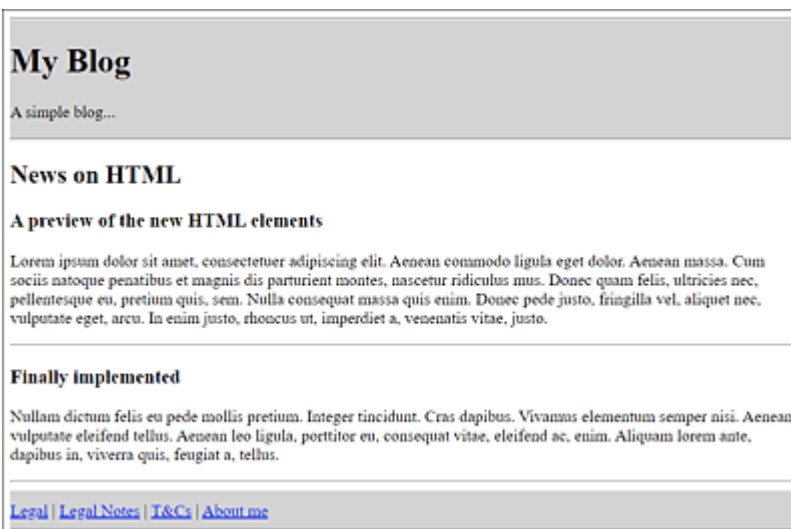 My Blog
A simple blog...
News on HTML
A preview of the new HTML elements
Lorem ipsum dolor sit amet, consectetuer adipiscing elit. Aenean commodo ligula eget dolor. Aenean massa. Cum
sociis natoque penatibus et magnis dis parturient montes, nascetur ridiculus mus. Donec quam felis, ultricies nec,
pellentesque eu, pretium quis, sem. Nulla consequat massa quis enim. Donec pede justo, fringilla vel, aliquet nec,
vulputate eget, arcu. In enim justo, rhoncus ut, imperdiet a, venenatis vitae, justo.
Finally implemented
Nullam dictum felis eu pede mollis pretium. Integer tincidunt. Cras dapibus. Vivamus elementum semper nisi. Aenean
vulputate eleifend tellus. Aenean leo ligula, porttitor eu, consequat vitae, eleifend ac, enim. Aliquam lorem ante,
dapibus in, viverra quis, feugiat a, tellus.
Legal | Legal Notes | T&Cs | About me